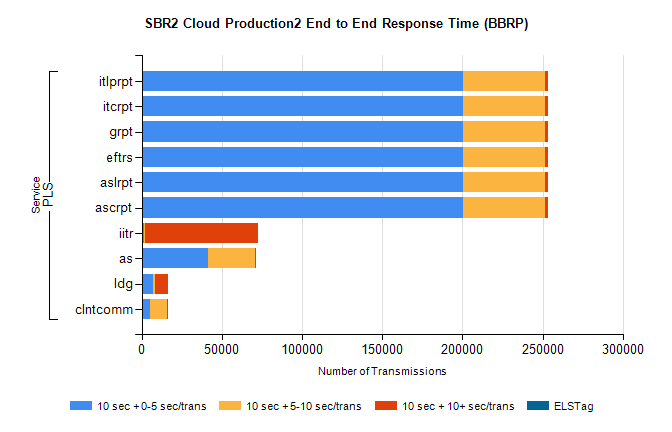 SBR2 Cloud Production2 End to End Response Time (BBRP)
Service
PLS
itlprpt
itcrpt
grpt
eftrs
aslrpt
ascrpt
iitr
as
ldg
clntcomm
0 50000 100000 150000 200000 250000 300000
Number of Transmissions
10 sec +0-5 sec/trans 10 sec +5-10 sec/trans 10 sec + 10+ sec/trans ELSTag